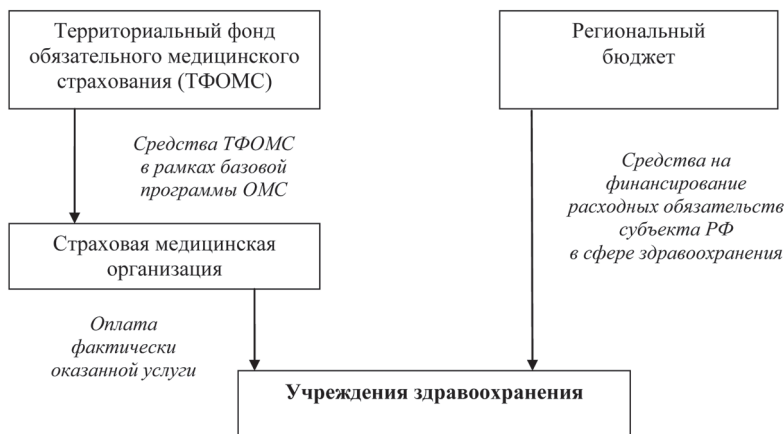 Территориальный фонд
обязательного медицинского
страхования (ТФОМС)
Региональный
бюджет
Средства ТФОМС
в рамках базовой
программы ОМС
Средства на
финансирование
расходных обязательств
субъекта РФ
в сфере здравоохранения
Страховая медицинская
организация
Оплата
фактически
оказанной услуги
Учреждения здравоохранения